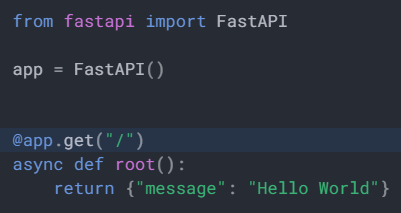 from fastapi import FastAPI
app = FastAPI()
@app.get("/")
async def root():
    return {"message": "Hello World"}